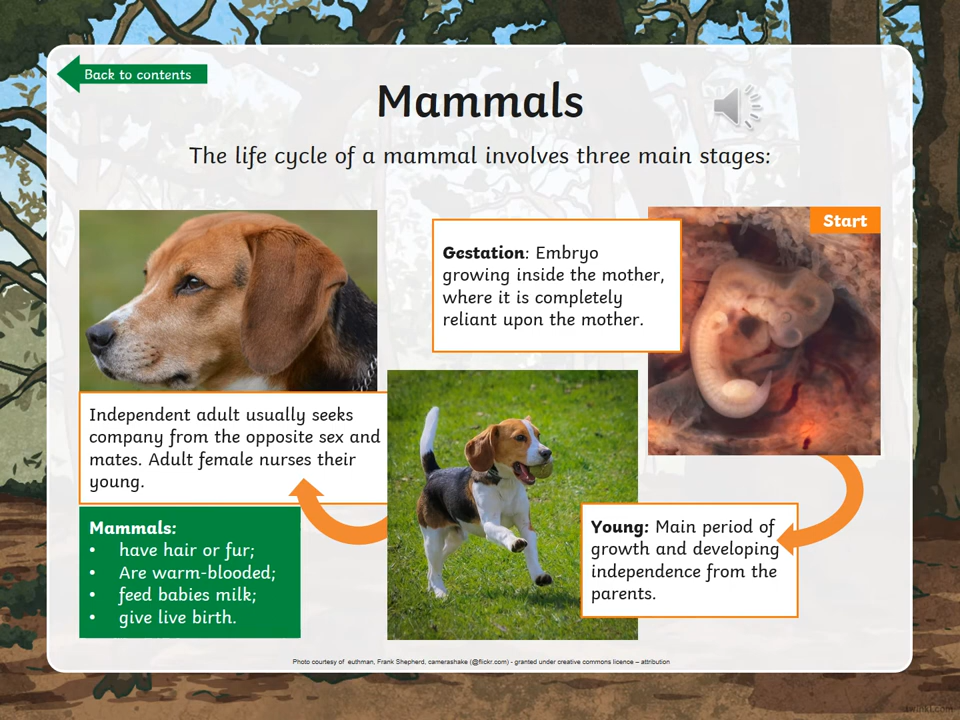 Back to contents
Mammals
The life cycle of a mammal involves three main stages:
Start
Gestation: Embryo
growing inside the mother,
where it is completely
reliant upon the mother.
Young: Main period of
growth and developing
independence from the
parents.
Independent adult usually seeks
company from the opposite sex and
mates. Adult female nurses their
young.
Mammals:
• have hair or fur;
• Are warm-blooded;
• feed babies milk;
• give live birth.
Photo courtesy of euthman, Frank Shepherd, camerashake (@flickr.com) - granted under creative commons licence – attribution
twinkl.com